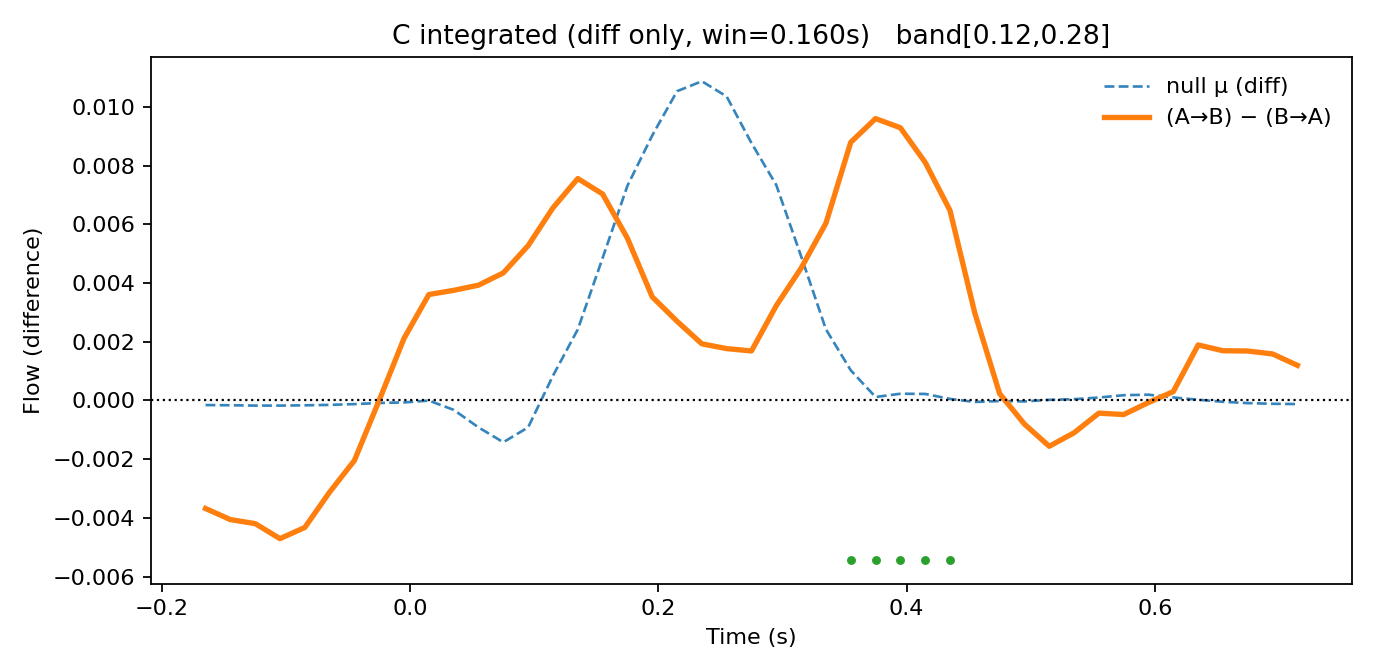 C integrated (diff only, win=0.160s)   band[0.12,0.28]
null μ (diff)
(A→B) − (B→A)
Flow (difference)
0.010
0.008
0.006
0.004
0.002
0.000
−0.002
−0.004
−0.006
−0.2
0.0
0.2
0.4
0.6
Time (s)